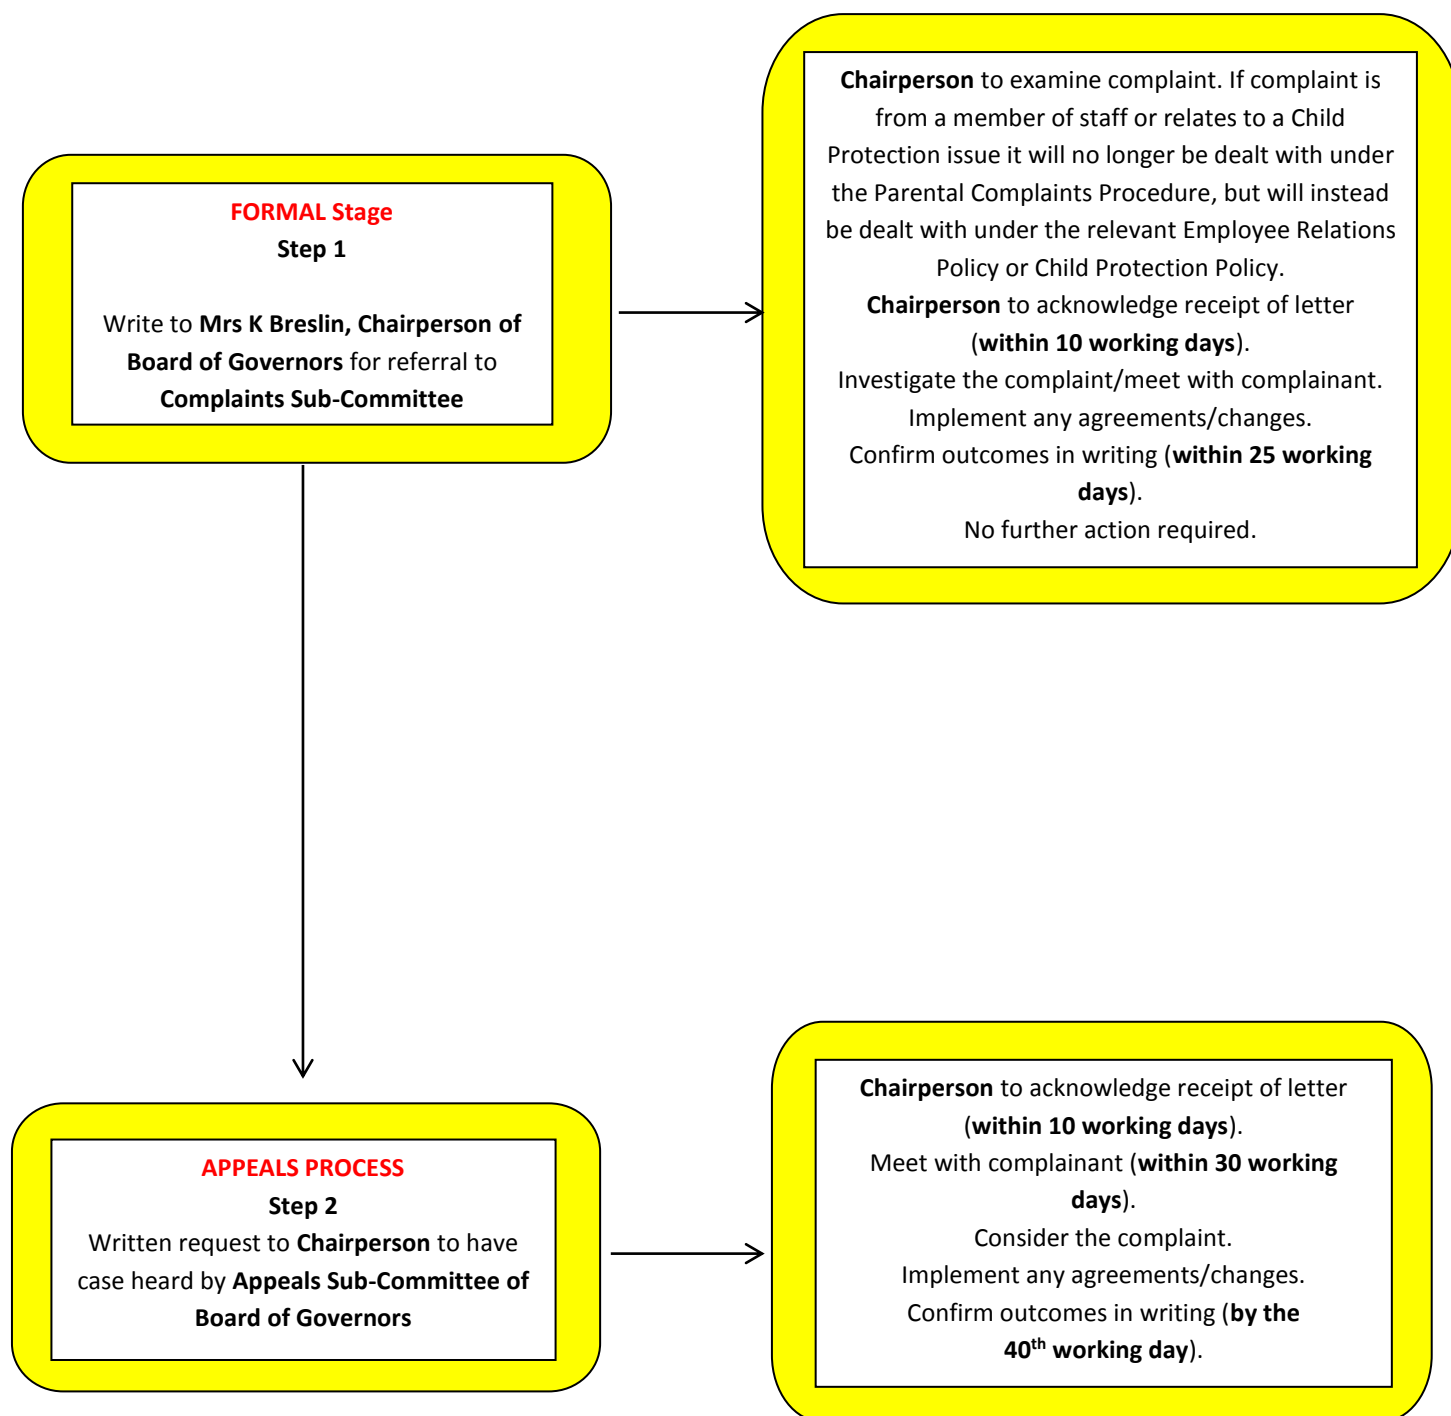 FORMAL Stage
Step 1
Write to Mrs K Breslin, Chairperson of
Board of Governors for referral to
Complaints Sub-Committee
Chairperson to examine complaint. If complaint is
from a member of staff or relates to a Child
Protection issue it will no longer be dealt with under
the Parental Complaints Procedure, but will instead
be dealt with under the relevant Employee Relations
Policy or Child Protection Policy.
Chairperson to acknowledge receipt of letter
(within 10 working days).
Investigate the complaint/meet with complainant.
Implement any agreements/changes.
Confirm outcomes in writing (within 25 working
days).
No further action required.
APPEALS PROCESS
Step 2
Written request to Chairperson to have
case heard by Appeals Sub-Committee of
Board of Governors
Chairperson to acknowledge receipt of letter
(within 10 working days).
Meet with complainant (within 30 working
days).
Consider the complaint.
Implement any agreements/changes.
Confirm outcomes in writing (by the
40th working day).